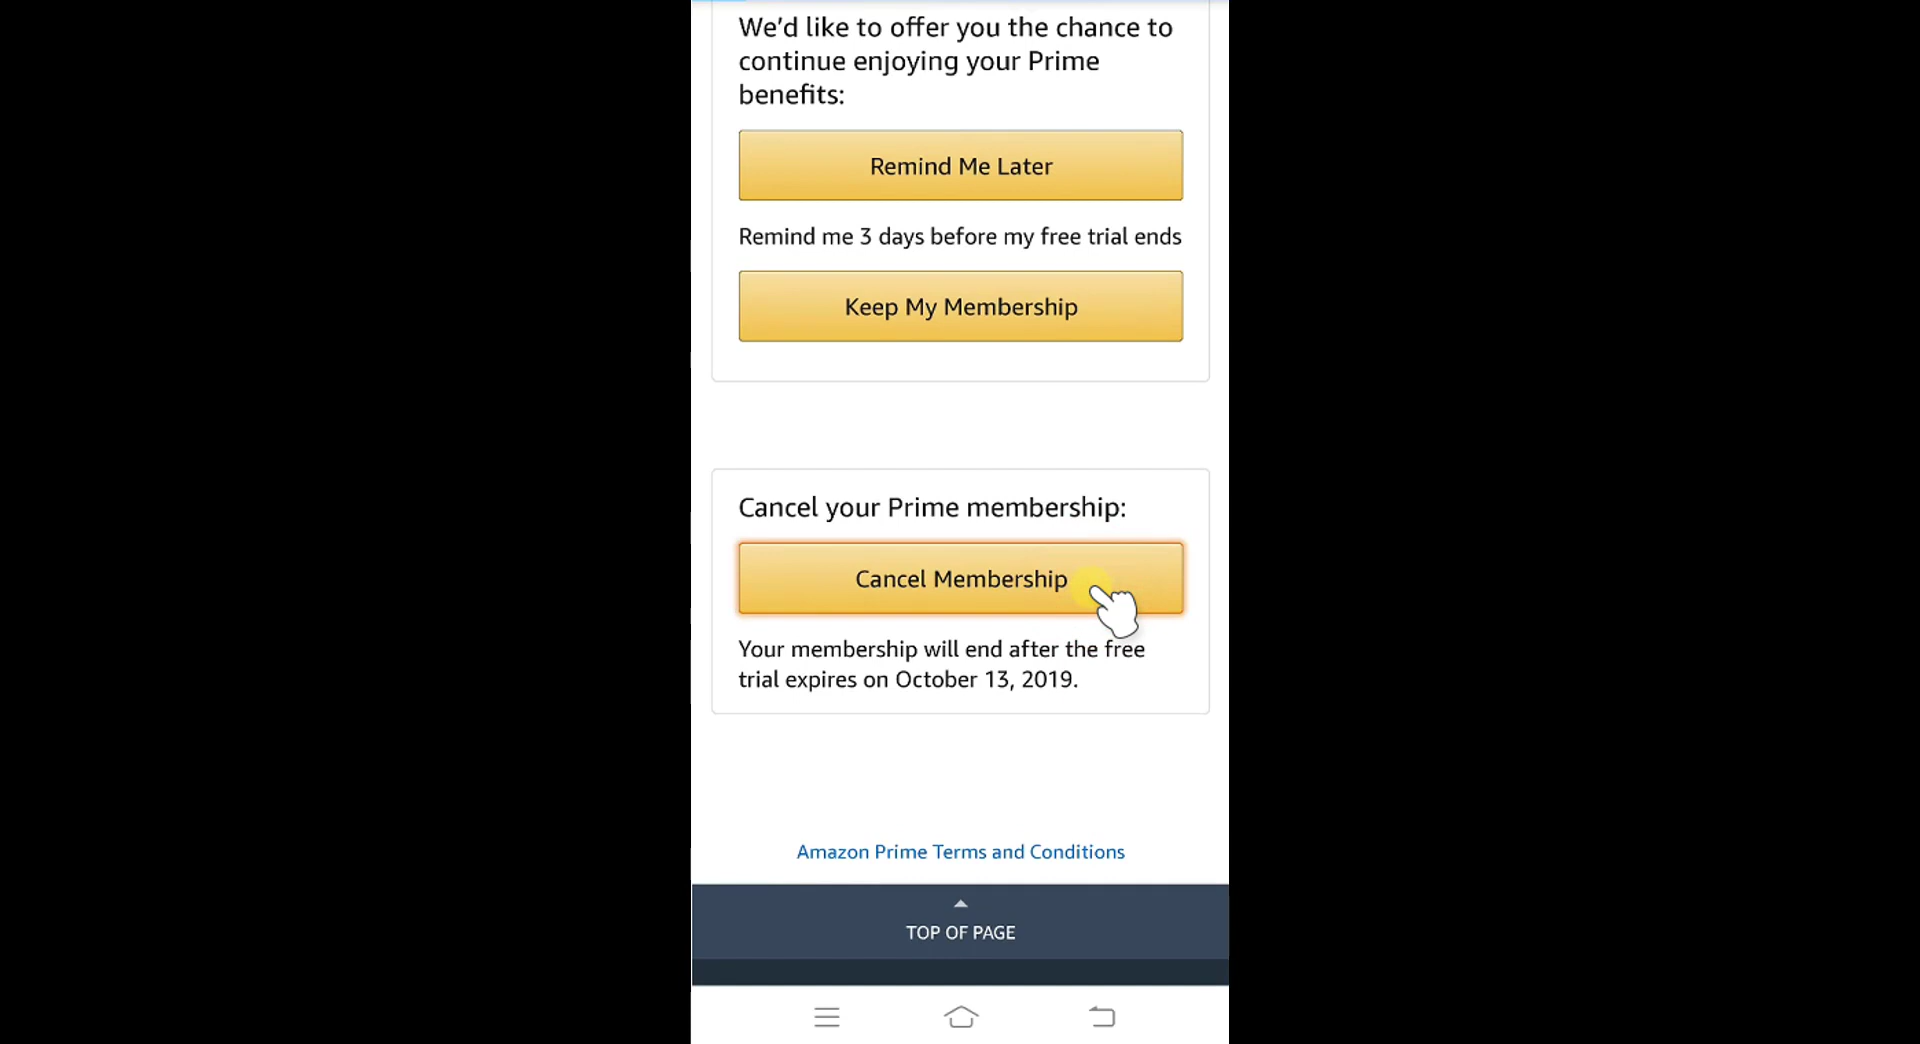 We’d like to offer you the chance to
continue enjoying your Prime
benefits:
Remind Me Later
Remind me 3 days before my free trial ends
Keep My Membership
Cancel your Prime membership:
Cancel Membership
Your membership will end after the free
trial expires on October 13, 2019.
Amazon Prime Terms and Conditions
TOP OF PAGE